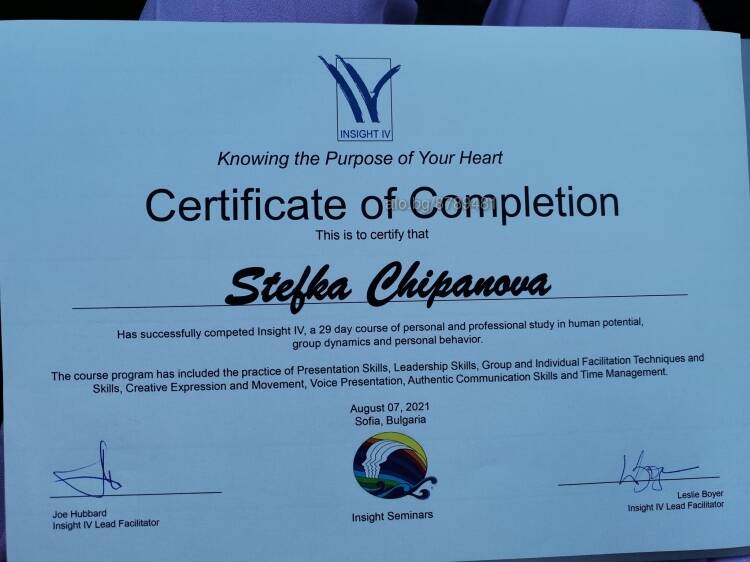 INSIGHT IV
Knowing the Purpose of Your Heart
Certificate of Completion
This is to certify that
Stefka Chipanova
Has successfully competed Insight IV, a 29 day course of personal and professional study in human potential,
group dynamics and personal behavior.
The course program has included the practice of Presentation Skills, Leadership Skills, Group and Individual Facilitation Techniques and
Skills, Creative Expression and Movement, Voice Presentation, Authentic Communication Skills and Time Management.
August 07, 2021
Sofia, Bulgaria
Joe Hubbard
Insight IV Lead Facilitator
Insight Seminars
Leslie Boyer
Insight IV Lead Facilitator